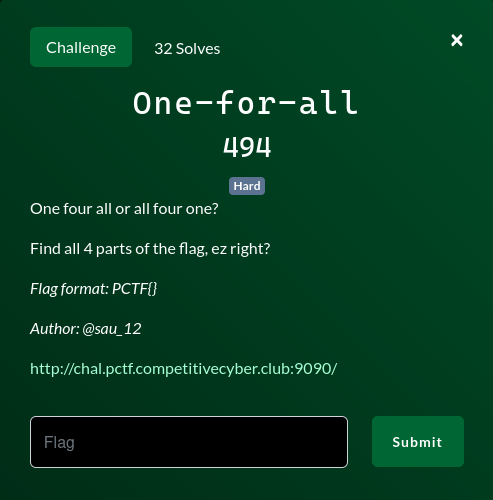 Challenge
32 Solves
×
One-for-all
494
Hard
One four all or all four one?
Find all 4 parts of the flag, ez right?
Flag format: PCTF{}
Author: @sau_12
http://chal.pctf.competitivecyber.club:9090/
Flag
Submit